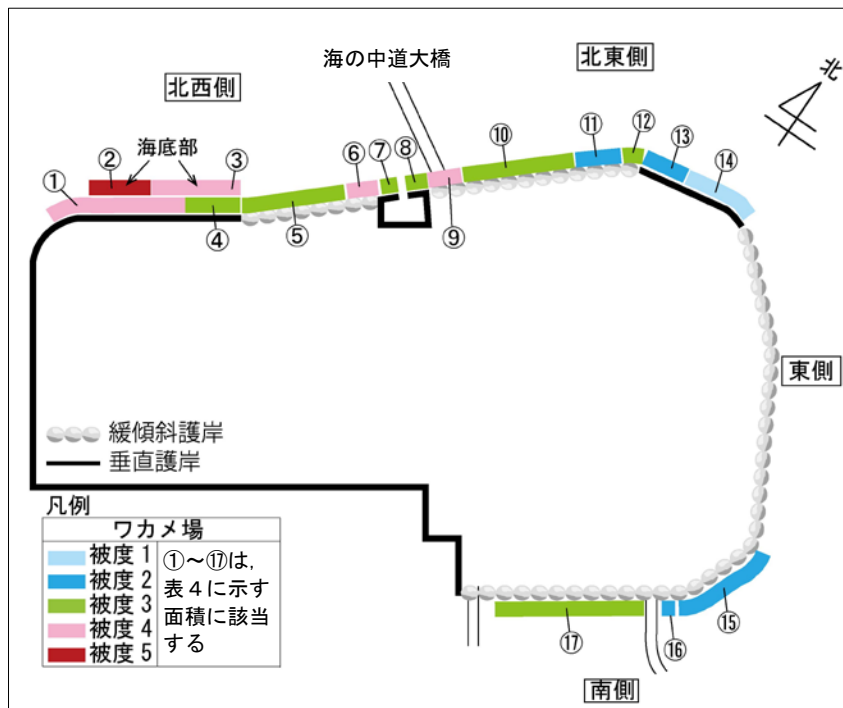 海の中道大橋
北東側
北
北西側
⑫
⑪
⑬
⑩
⑧
⑦
⑥
海底部
②
③
⑭
①
⑨
④
⑤
東側
緩傾斜護岸
垂直護岸
凡例
ワカメ場
被度1
被度2
被度3
被度4
被度5
①～⑰は,
表4に示す
面積に該当
する
⑮
⑯
⑰
南側